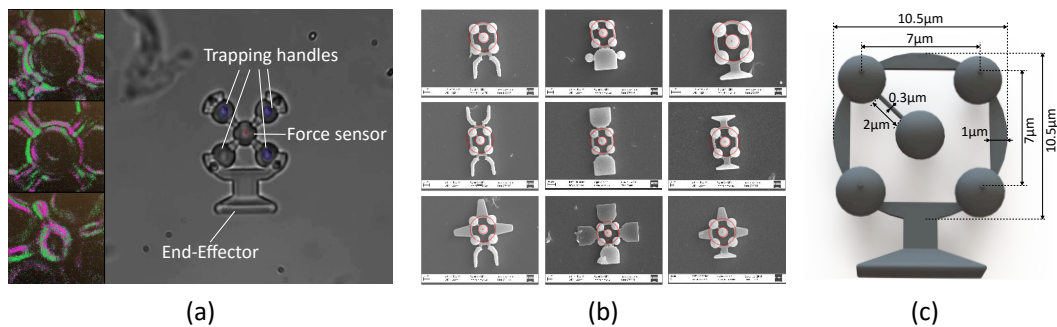 Trapping handles
Force sensor
End-Effector
(a)
(b)
10.5µm
7µm
0.3µm
2µm
1µm
7µm
10.5µm
(c)